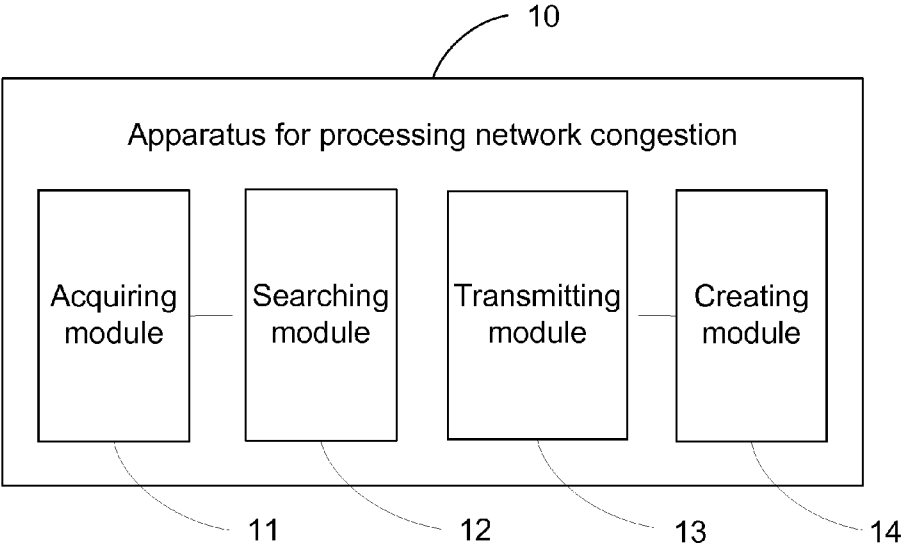 10
Apparatus for processing network congestion
Acquiring
module
Searching
module
Transmitting
module
Creating
module
11
12
13
14